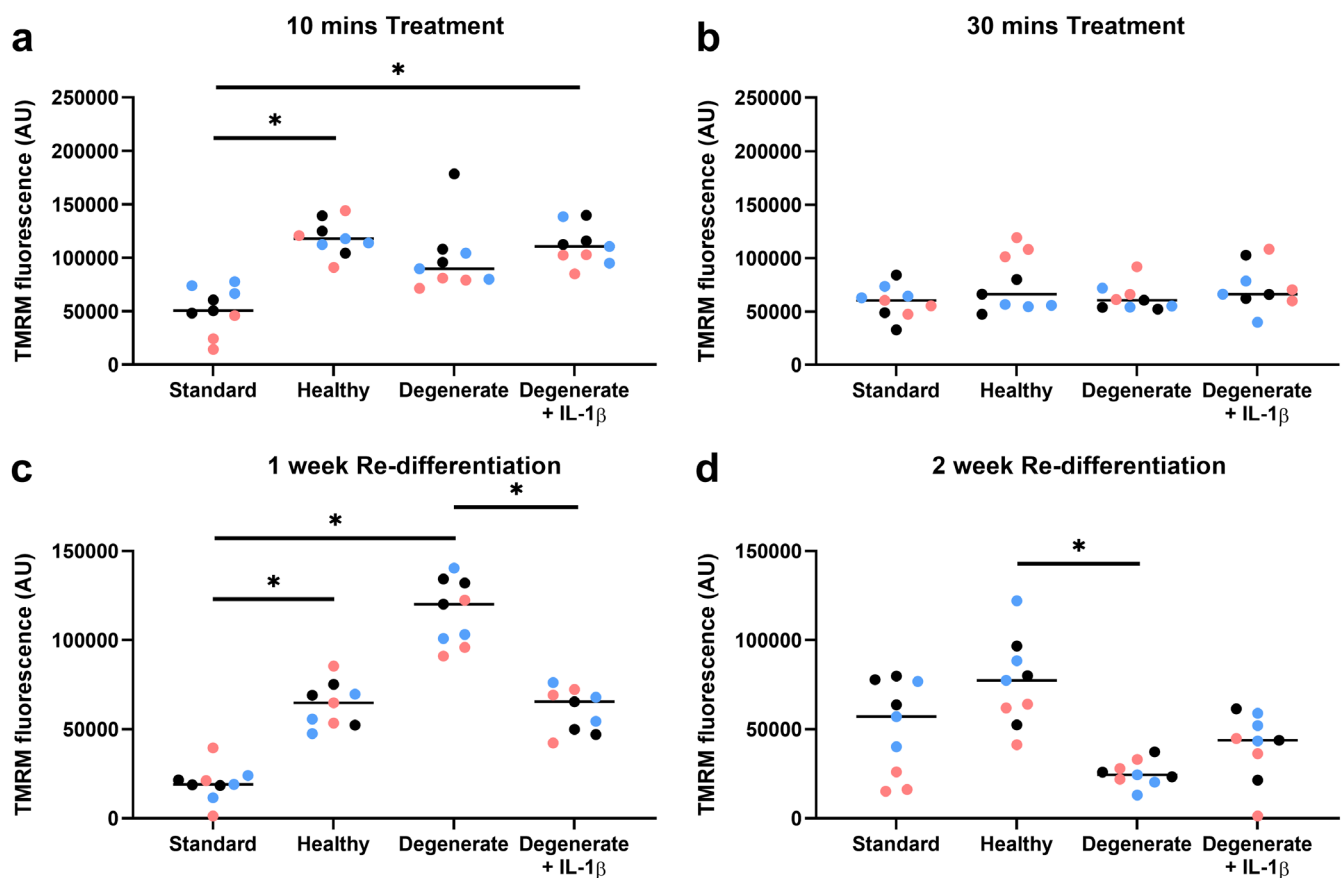 a
10 mins Treatment
*
*
TMRM fluorescence (AU)
250000
200000
150000
100000
50000
0
Standard
Healthy
Degenerate
Degenerate
+ IL-1β
b
30 mins Treatment
TMRM fluorescence (AU)
250000
200000
150000
100000
50000
0
Standard
Healthy
Degenerate
Degenerate
+ IL-1β
c
1 week Re-differentiation
*
*
*
TMRM fluorescence (AU)
150000
100000
50000
0
Standard
Healthy
Degenerate
Degenerate
+ IL-1β
d
2 week Re-differentiation
*
TMRM fluorescence (AU)
150000
100000
50000
0
Standard
Healthy
Degenerate
Degenerate
+ IL-1β